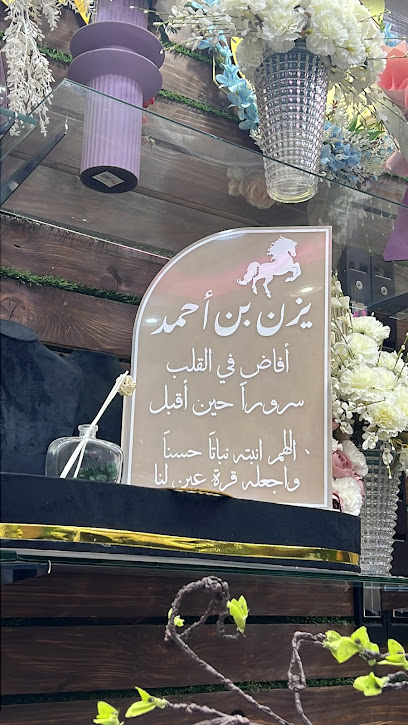 يزن بن أحمد
أفاض في القلب
سروراً حين أقبل
، اللهم انبته نباتاً حسناً
واجعله قرة عين لنا